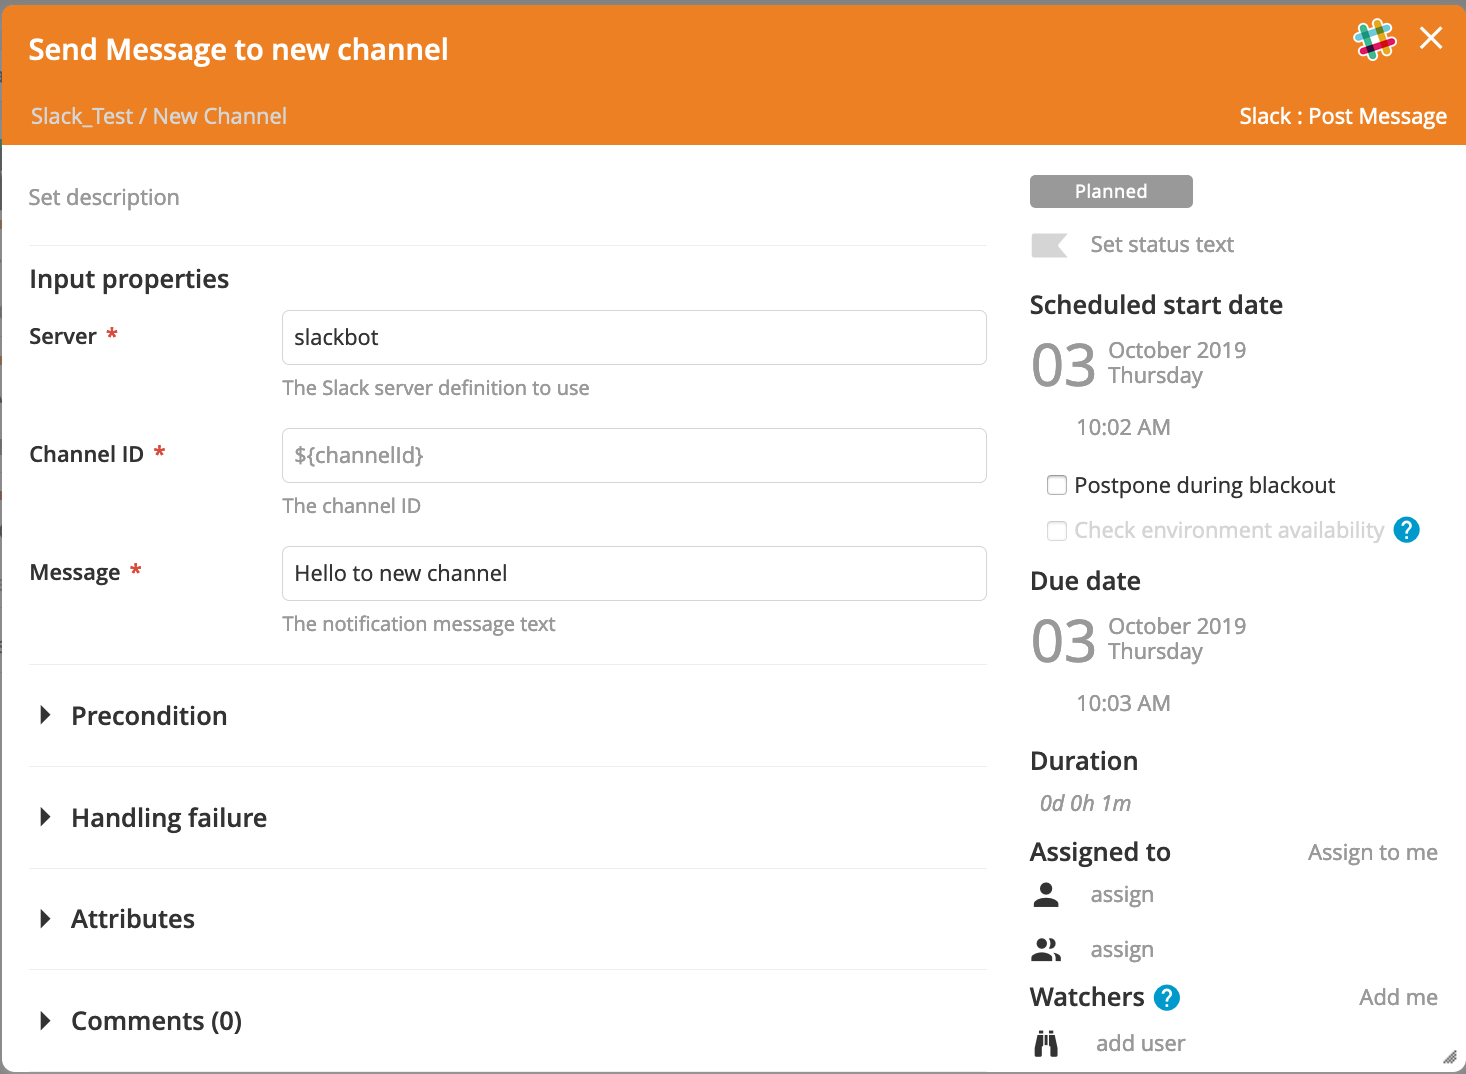 Send Message to new channel
Slack_Test / New Channel
Slack : Post Message
Set description
Input properties
Server *
slackbot
The Slack server definition to use
Channel ID *
${channelId}
The channel ID
Message *
Hello to new channel
The notification message text
Precondition
Handling failure
Attributes
Comments (0)
Planned
Set status text
Scheduled start date
03
October 2019
Thursday
10:02 AM
Postpone during blackout
Check environment availability ?
Due date
03
October 2019
Thursday
10:03 AM
Duration
0d 0h 1m
Assigned to
Assign to me
assign
assign
Watchers ?
Add me
add user